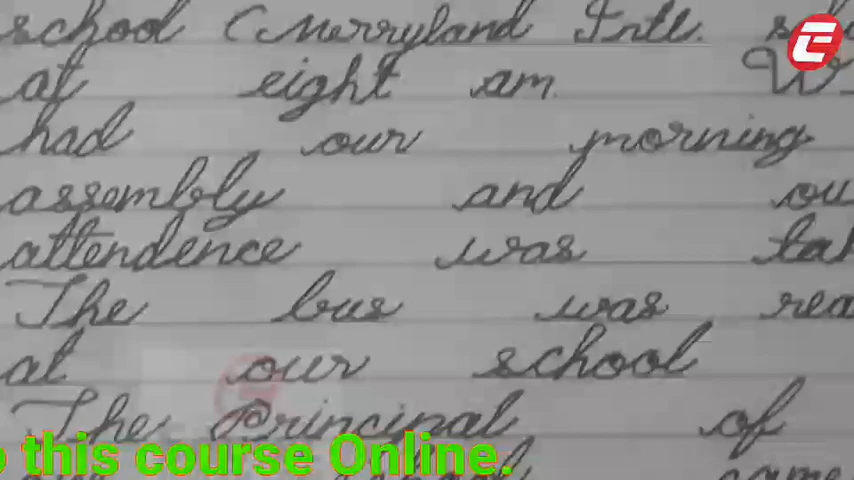 school (Merryland Intl. 
at eight am. 
had our morning
assembly and
attendence was
The bus was
at our school
The Principal of
this course Online.